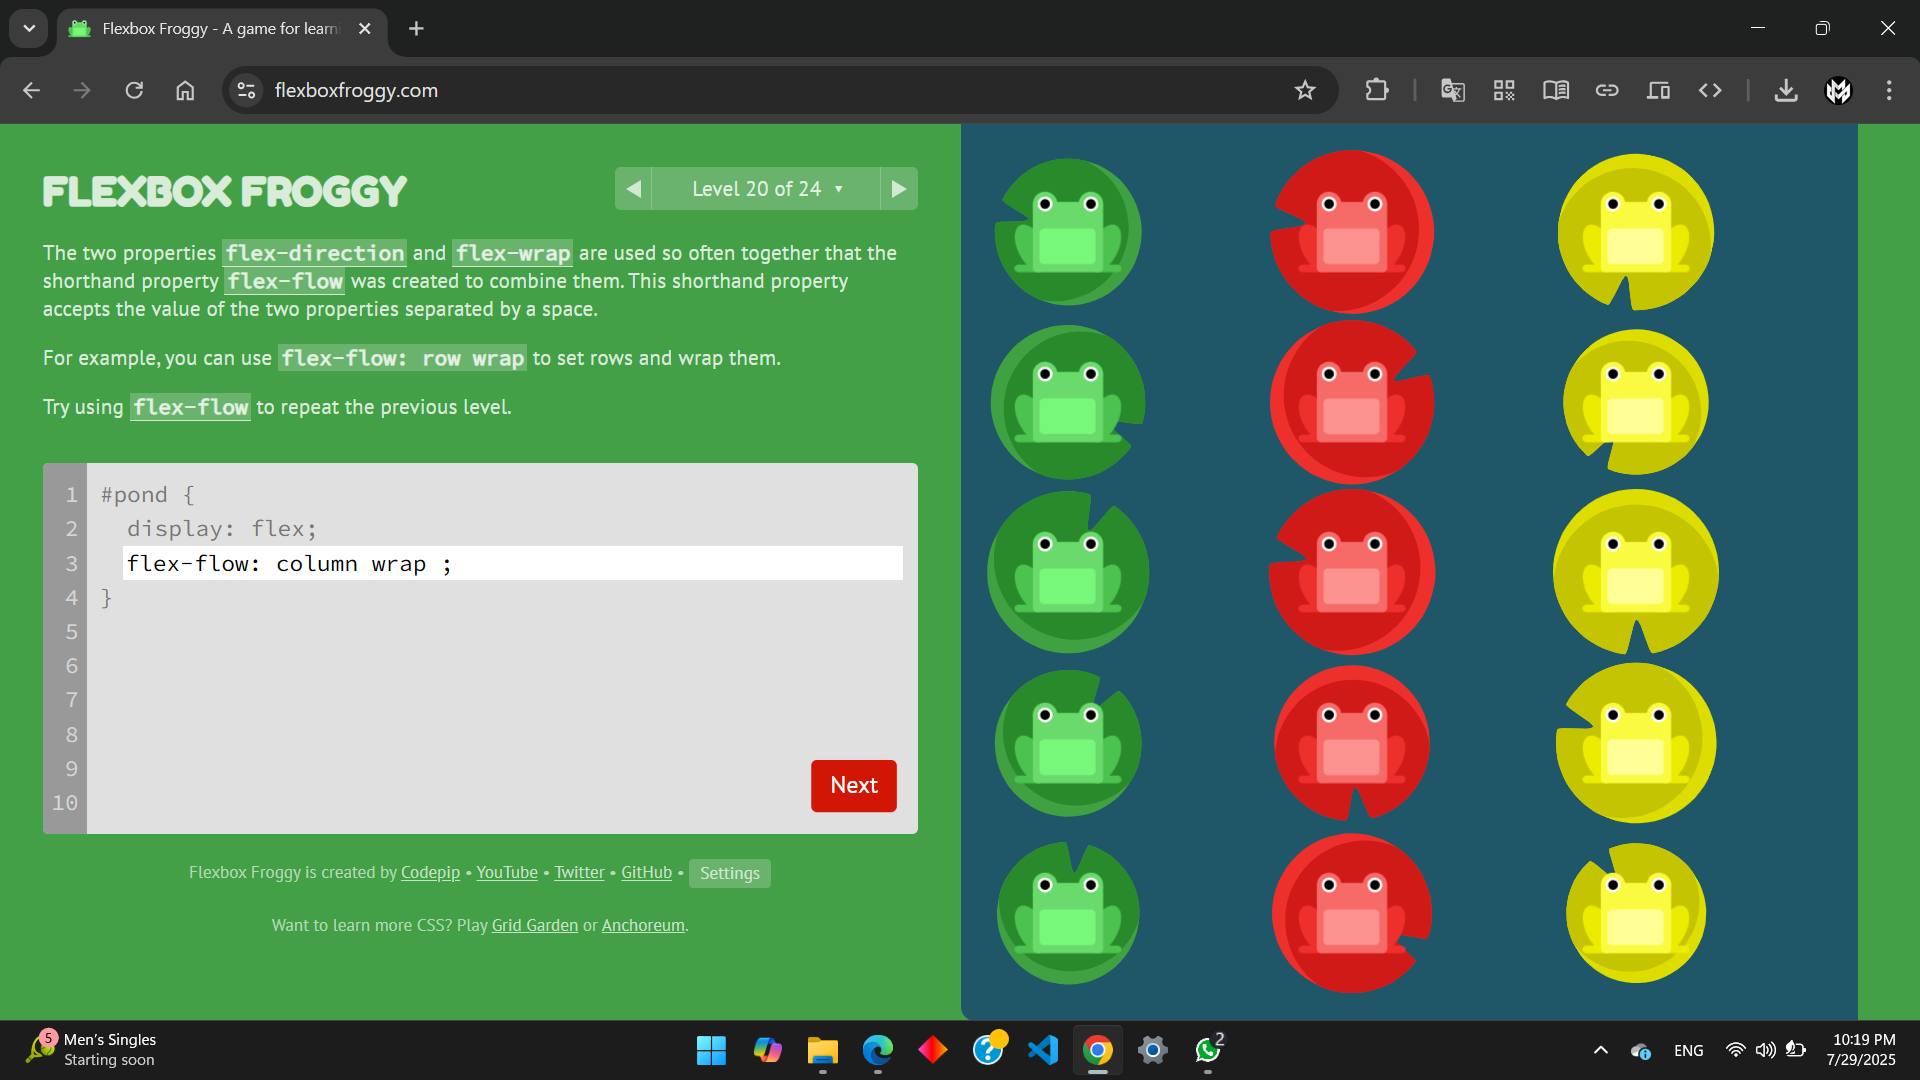 Flexbox Froggy - A game for learni
flexboxfroggy.com
FLEXBOX FROGGY
Level 20 of 24
The two properties flex-direction and flex-wrap are used so often together that the
shorthand property flex-flow was created to combine them. This shorthand property
accepts the value of the two properties separated by a space.
For example, you can use flex-flow: row wrap to set rows and wrap them.
Try using flex-flow to repeat the previous level.
1 #pond {
2 display: flex;
3 flex-flow: column wrap ;
4 }
5
6
7
8
9
10
Next
Flexbox Froggy is created by Codepip • YouTube • Twitter • GitHub • Settings
Want to learn more CSS? Play Grid Garden or Anchoreum.
5
Men's Singles
Starting soon
2
ENG
10:19 PM
7/29/2025